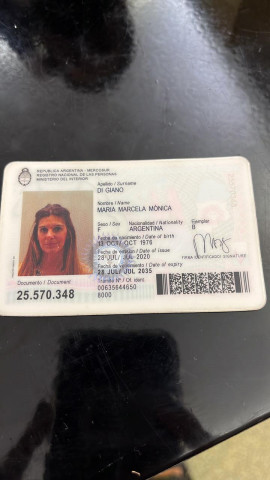 REPUBLICA ARGENTINA - MERCOSUR
REGISTRO NACIONAL DE LAS PERSONAS
MINISTERIO DEL INTERIOR
Apellido / Surname
DI GIANO
Nombre / Name
MARIA MARCELA MÓNICA
Sexo / Sex Nacionalidad / Nationality Ejemplar
F ARGENTINA B
Fecha de nacimiento / Date of birth
13 OCT/ OCT 1976
Fecha de emisión / Date of issue
28 JUL/ JUL 2020
Fecha de vencimiento / Date of expiry
28 JUL/ JUL 2035
FIRMA IDENTIFICADO/ SIGNATURE
Documento / Document
25.570.348
Trámite N° / Of. ident.
00635644650
6000